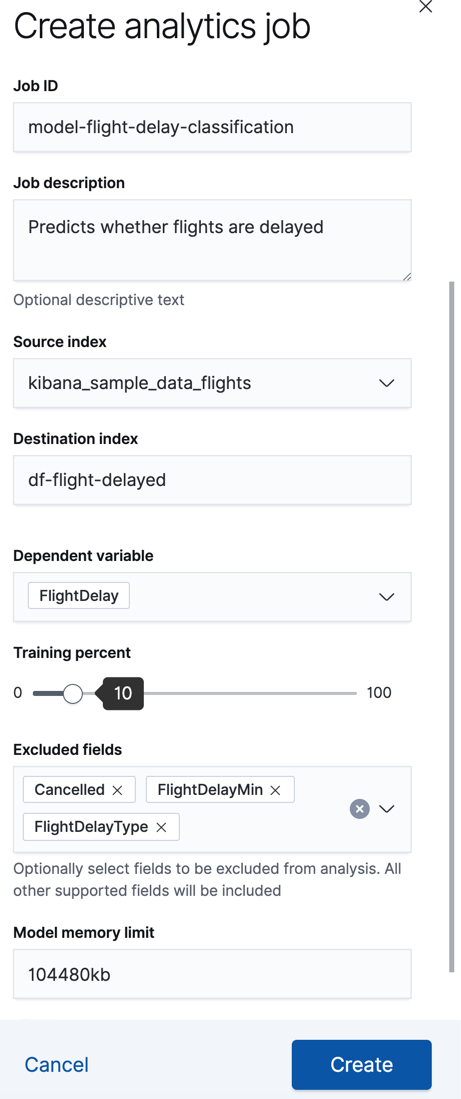 Create analytics job
Job ID
model-flight-delay-classification
Job description
Predicts whether flights are delayed
Optional descriptive text
Source index
kibana_sample_data_flights
Destination index
df-flight-delayed
Dependent variable
FlightDelay
Training percent
0 10 100
Excluded fields
Cancelled FlightDelayMin
FlightDelayType
Optionally select fields to be excluded from analysis. All
other supported fields will be included
Model memory limit
104480kb
Cancel Create